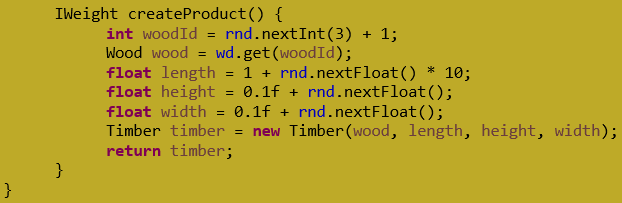 IWeight createProduct() {
int woodId = rnd.nextInt(3) + 1;
Wood wood = wd.get(woodId);
float length = 1 + rnd.nextFloat() * 10;
float height = 0.1f + rnd.nextFloat();
float width = 0.1f + rnd.nextFloat();
Timber timber = new Timber(wood, length, height, width);
return timber;
}
}